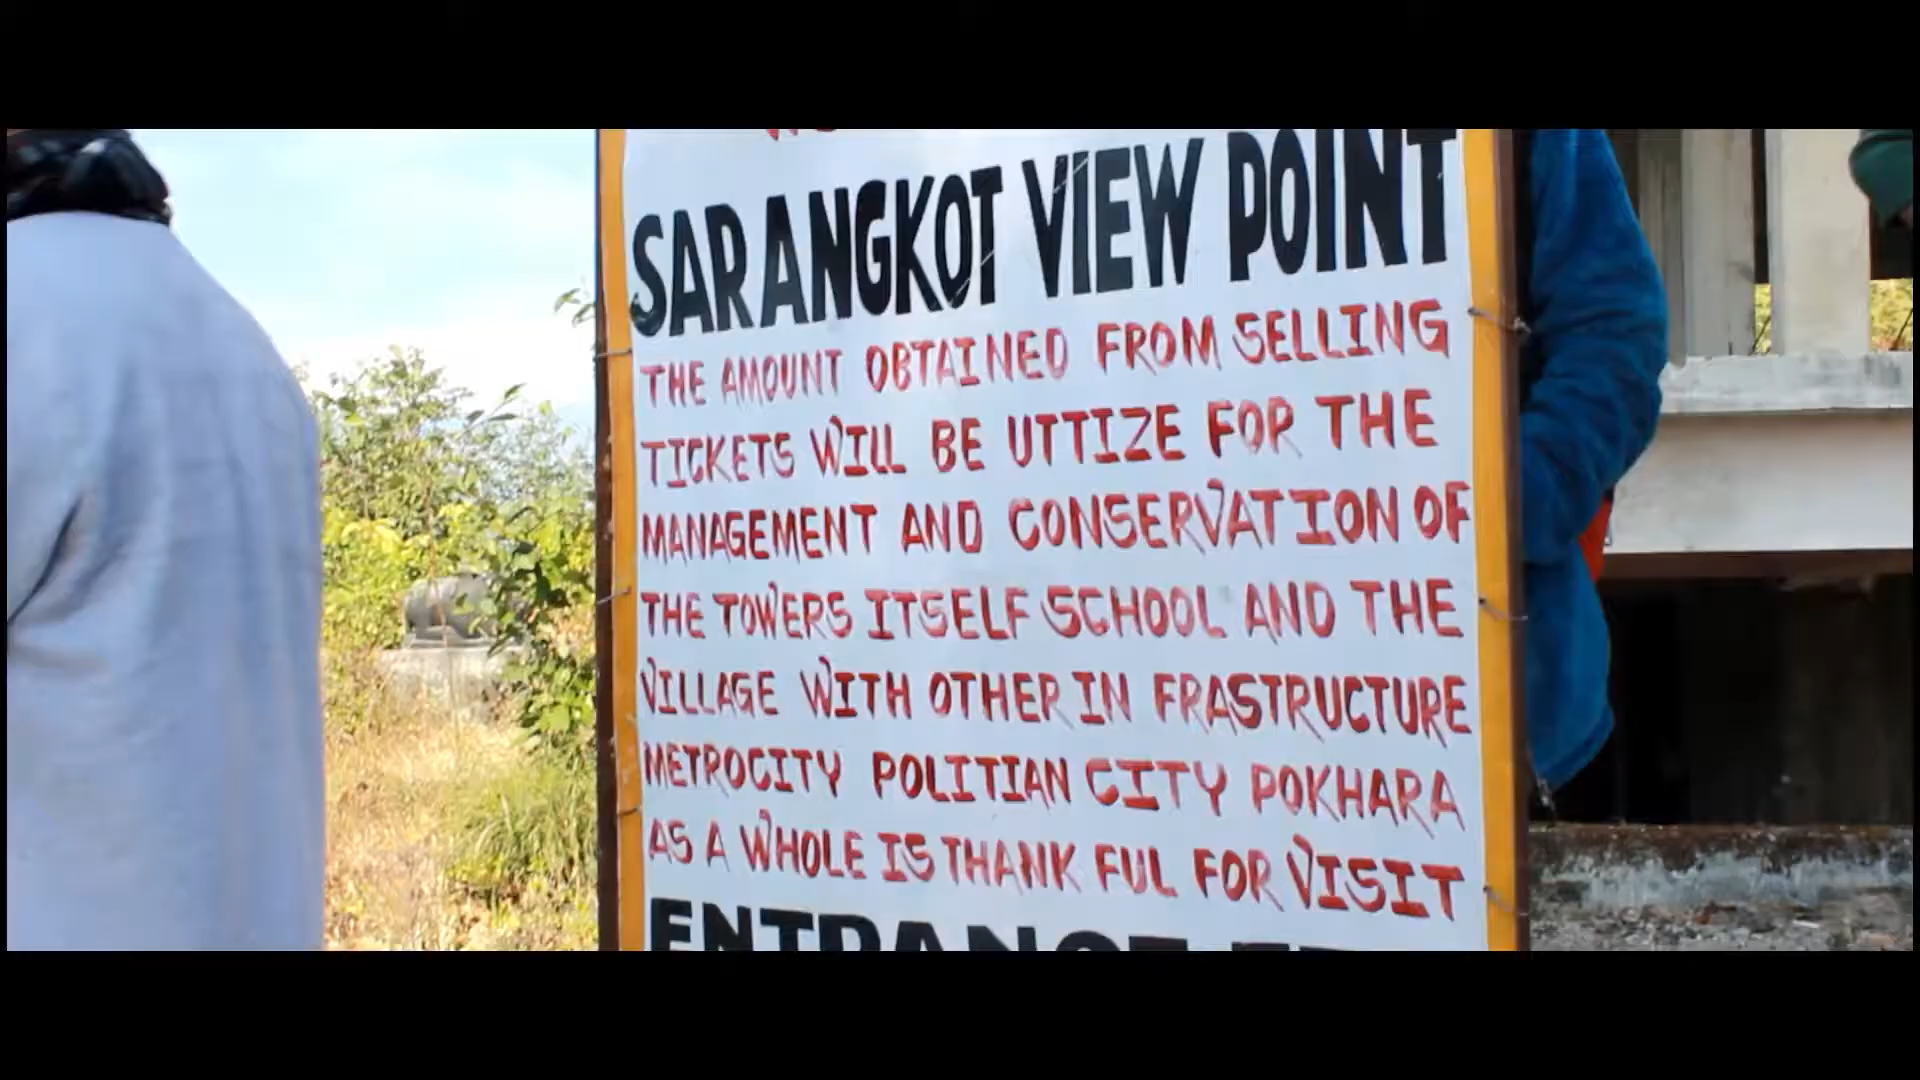 SARANGKOT VIEW POINT
THE AMOUNT OBTAINED FROM SELLING
TICKETS WILL BE UTTIZE FOR THE
MANAGEMENT AND CONSERVATION OF
THE TOWERS ITSELF SCHOOL AND THE
VILLAGE WITH OTHER IN FRASTRUCTURE
METROCITY POLITIAN CITY POKHARA
AS A WHOLE IS THANK FUL FOR VISIT
ENTRANCE